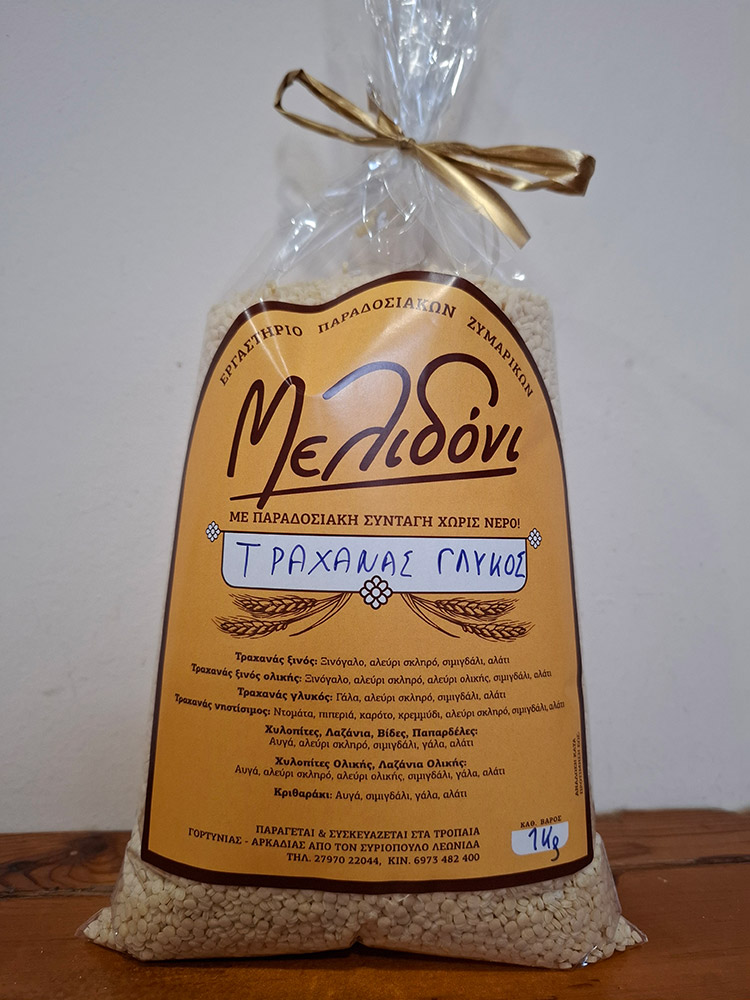 ΕΡΓΑΣΤΗΡΙΟ ΠΑΡΑΔΟΣΙΑΚΩΝ ΖΥΜΑΡΙΚΩΝ
Μελιδόνι
ΜΕ ΠΑΡΑΔΟΣΙΑΚΗ ΣΥΝΤΑΓΗ ΧΩΡΙΣ ΝΕΡΟ!
ΤΡΑΧΑΝΑΣ ΓΛΥΚΟΣ
Τραχανάς ξινός: Ξινόγαλο, αλεύρι σκληρό, σιμιγδάλι, αλάτι
Τραχανάς ξινός ολικής: Ξινόγαλο, αλεύρι σκληρό, αλεύρι ολικής, σιμιγδάλι, αλάτι
Τραχανάς γλυκός: Γάλα, αλεύρι σκληρό, σιμιγδάλι, αλάτι
Τραχανάς νηστίσιμος: Ντομάτα, πιπεριά, καρότο, κρεμμύδι, αλεύρι σκληρό, σιμιγδάλι, αλάτι
Χυλοπίτες, Λαζάνια, Βίδες, Παπαρδέλες:
Αυγά, αλεύρι σκληρό, σιμιγδάλι, γάλα, αλάτι
Χυλοπίτες Ολικής, Λαζάνια Ολικής:
Αυγά, αλεύρι σκληρό, αλεύρι ολικής, σιμιγδάλι, γάλα, αλάτι
Κριθαράκι: Αυγά, σιμιγδάλι, γάλα, αλάτι
ΑΝΑΛΩΣΗ ΚΑΤΑ
ΠΑΡΑΓΕΤΑΙ & ΣΥΣΚΕΥΑΖΕΤΑΙ ΣΤΑ ΤΡΟΠΑΙΑ
ΓΟΡΤΥΝΙΑΣ - ΑΡΚΑΔΙΑΣ ΑΠΟ ΤΟΝ ΣΥΡΙΟΠΟΥΛΟ ΛΕΩΝΙΔΑ
ΤΗΛ. 27970 22044, ΚΙΝ. 6973 482 400
ΚΑΘ. ΒΑΡΟΣ
1Kg